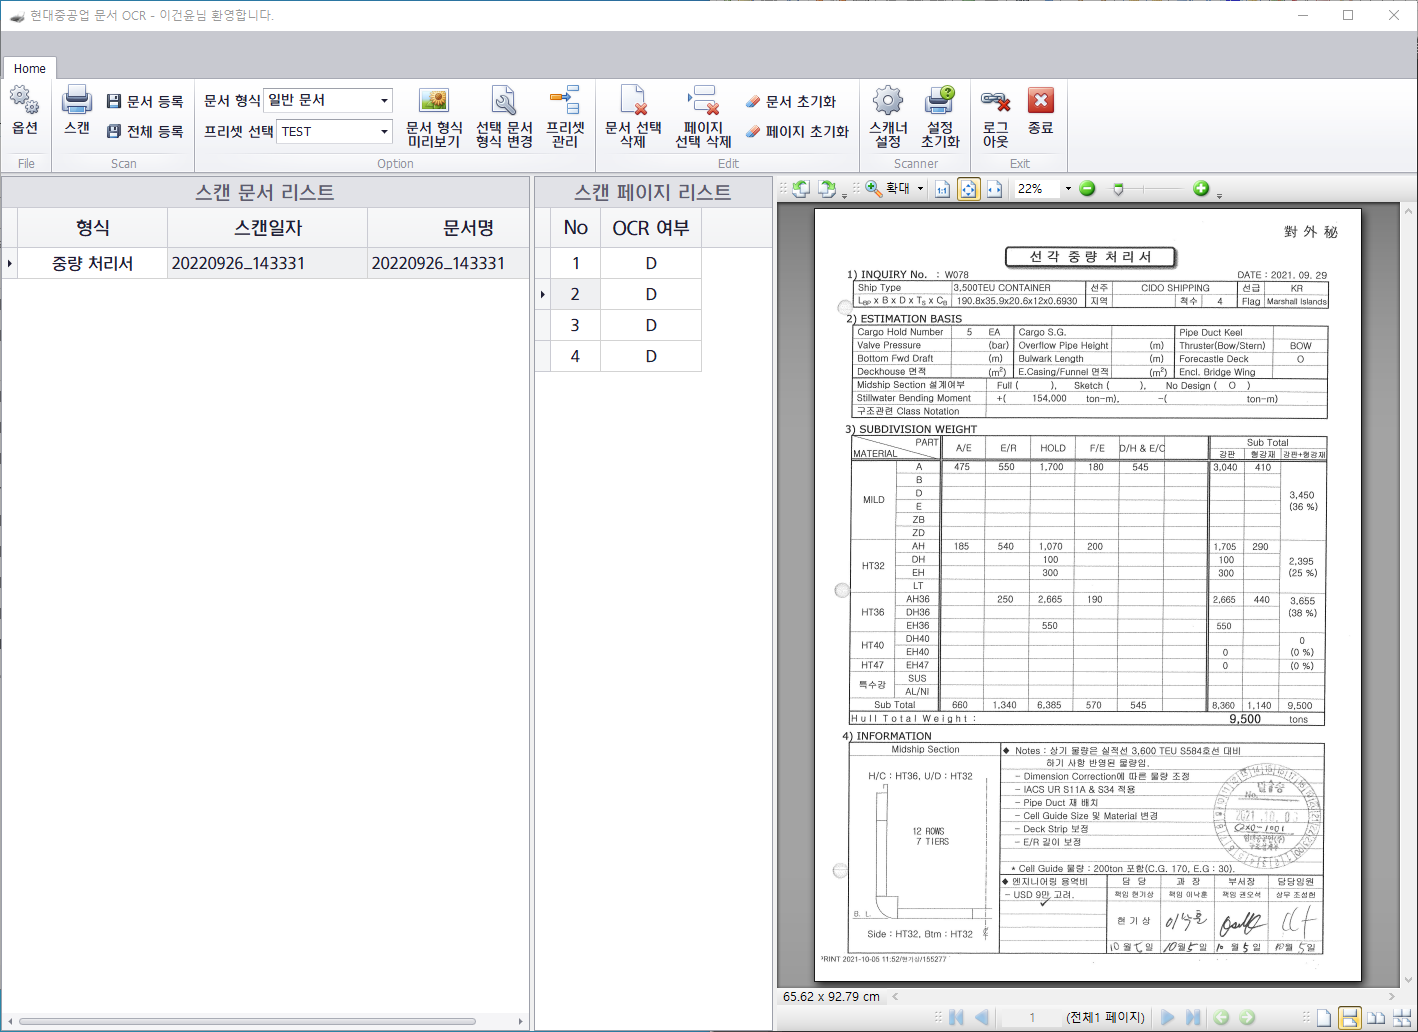 현대중공업 문서 OCR - 이건윤님 환영합니다.
Home
옵션
스캔
문서 등록
전체 등록
문서 형식 일반 문서
프리셋 선택 TEST
문서 형식 미리보기
선택 문서 형식 변경
프리셋 관리
문서 선택 삭제
페이지 선택 삭제
문서 초기화
페이지 초기화
스캐너 설정
설정 초기화
로그 아웃
종료
File Scan Option Edit Scanner Exit
스캔 문서 리스트
형식 스캔일자 문서명
중량 처리서 20220926_143331 20220926_143331
스캔 페이지 리스트
No OCR 여부
1 D
2 D
3 D
4 D
확대 1:1 22%
對 外 秘
선 각 중 량 처 리 서
1) INQUIRY No. : W078 DATE : 2021. 09. 29
Ship Type 3,500TEU CONTAINER 선주 CIDO SHIPPING 선급 KR
LBP x B x D x TS x CB 190.8x35.9x20.6x12x0.6930 지역 척수 4 Flag Marshall Islands
2) ESTIMATION BASIS
Cargo Hold Number 5 EA Cargo S.G. Pipe Duct Keel
Valve Pressure (bar) Overflow Pipe Height (m) Thruster(Bow/Stern) BOW
Bottom Fwd Draft (m) Bulwark Length (m) Forecastle Deck O
Deckhouse 면적 (m²) E.Casing/Funnel 면적 (m²) Encl. Bridge Wing
Midship Section 설계여부 Full ( ), Sketch ( ), No Design ( O )
Stillwater Bending Moment +( 154,000 ton-m), -( ton-m)
구조관련 Class Notation
3) SUBDIVISION WEIGHT
PART MATERIAL A/E E/R HOLD F/E D/H & E/C Sub Total
강판 형강재 강판+형강재
MILD A 475 550 1,700 180 545 3,040 410
B
D
E
ZB
ZD
3,450
(36 %)
HT32 AH 185 540 1,070 200 1,705 290
DH 100 100
EH 300 300
LT
2,395
(25 %)
HT36 AH36 250 2,665 190 2,665 440
DH36
EH36 550 550
3,655
(38 %)
HT40 DH40 0
EH40 0 (0 %)
HT47 EH47 0 (0 %)
특수강 SUS
AL/NI
Sub Total 660 1,340 6,385 570 545 8,360 1,140 9,500
Hull Total Weight : 9,500 tons
4) INFORMATION
Midship Section
H/C : HT36, U/D : HT32
12 ROWS
7 TIERS
B. L.
Side : HT32, Btm : HT32
◆ Notes : 상기 물량은 실적선 3,600 TEU S584호선 대비
하기 사항 반영된 물량임.
- Dimension Correction에 따른 물량 조정
- IACS UR S11A & S34 적용
- Pipe Duct 재 배치
- Cell Guide Size 및 Material 변경
- Deck Strip 보정
- E/R 길이 보정
* Cell Guide 물량 : 200ton 포함(C.G. 170, E.G : 30).
◆ 엔지니어링 용역비 담 당 과 장 부서장 담당임원
- USD 9만 고려. 책임 현기상 책임 이낙훈 책임 권오석 상무 조성헌
현 기 상 이낙훈
10월 5일 10월 5일 10월 5일 10월 5일
PRINT 2021-10-05 11:52/현기상/155277
65.62 x 92.79 cm
1 (전체1 페이지)